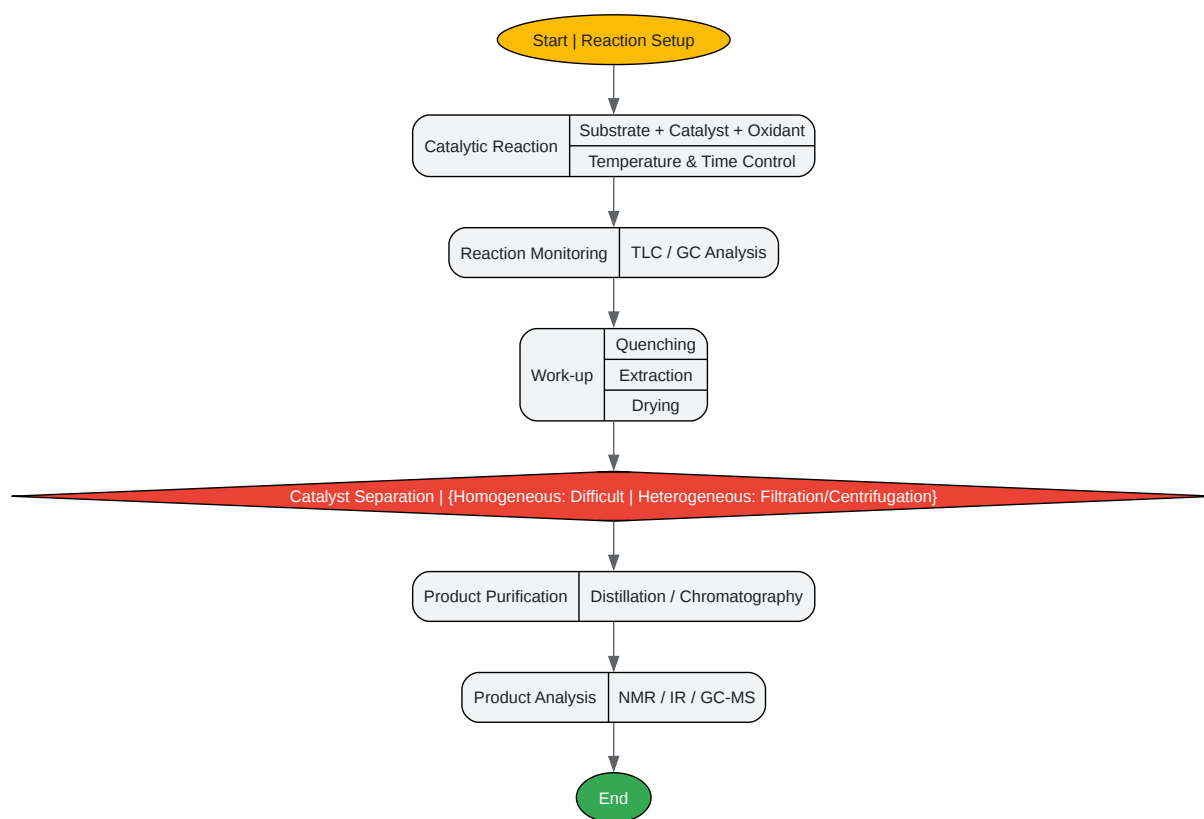 Start | Reaction Setup
Catalytic Reaction
Substrate + Catalyst + Oxidant
Temperature & Time Control
Reaction Monitoring
TLC / GC Analysis
Work-up
Quenching
Extraction
Drying
Catalyst Separation | {Homogeneous: Difficult | Heterogeneous: Filtration/Centrifugation}
Product Purification
Distillation / Chromatography
Product Analysis
NMR / IR / GC-MS
End